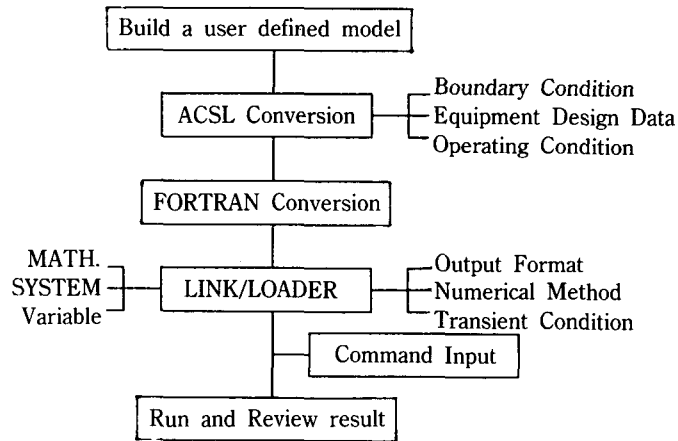 Build a user defined model
Boundary Condition
ACSL Conversion
Equipment Design Data
Operating Condition
FORTRAN Conversion
MATH.
SYSTEM
Variable
LINK/LOADER
Output Format
Numerical Method
Transient Condition
Command Input
Run and Review result